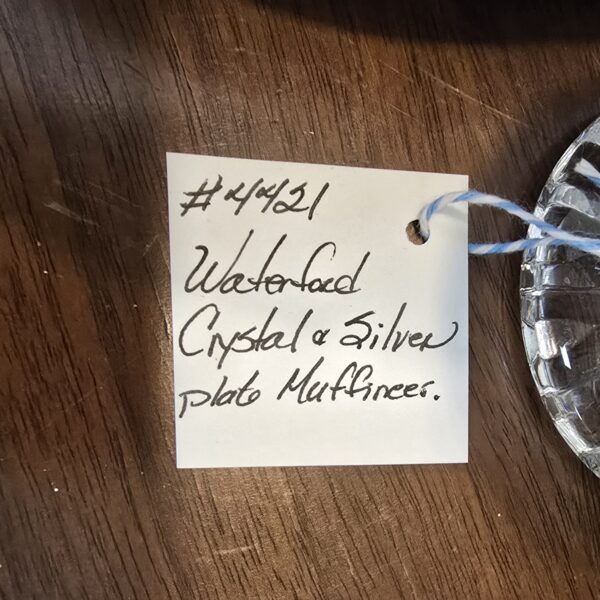 #4421
Waterford
Crystal & Silver
plate Muffineer.